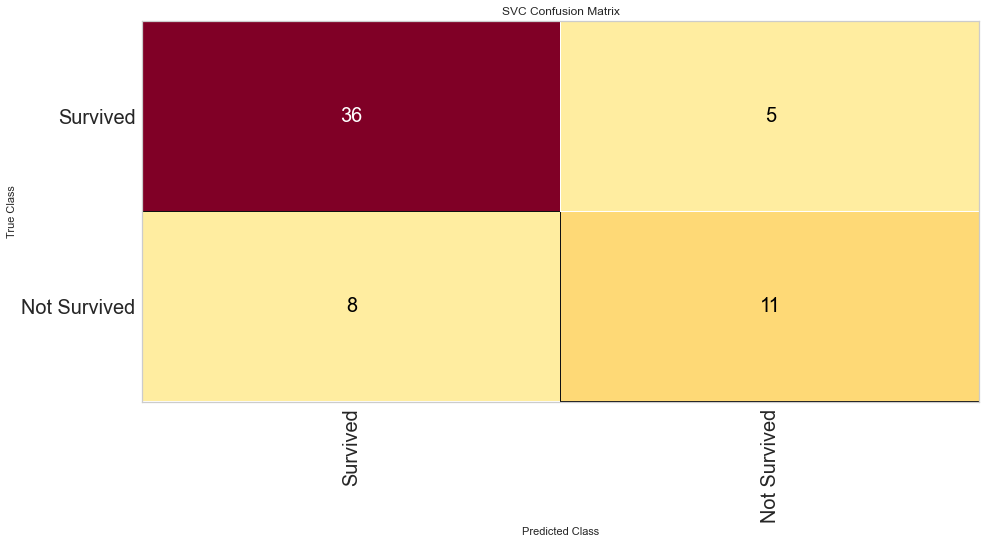 SVC Confusion Matrix
True Class
Survived
36
5
Not Survived
8
11
Survived
Not Survived
Predicted Class